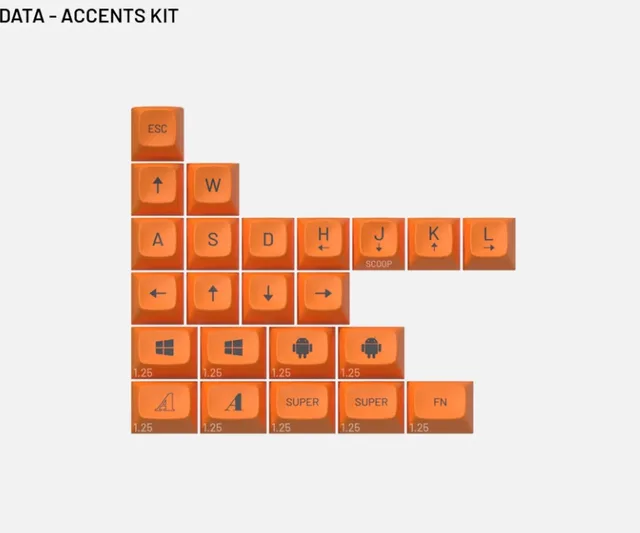 DATA - ACCENTS KIT
ESC
↑ W
A S D H ← J ↓ K ↑ L →
SCOOP
← ↑ ↓ →
1.25 1.25 1.25 1.25
A A SUPER SUPER FN
1.25 1.25 1.25 1.25 1.25